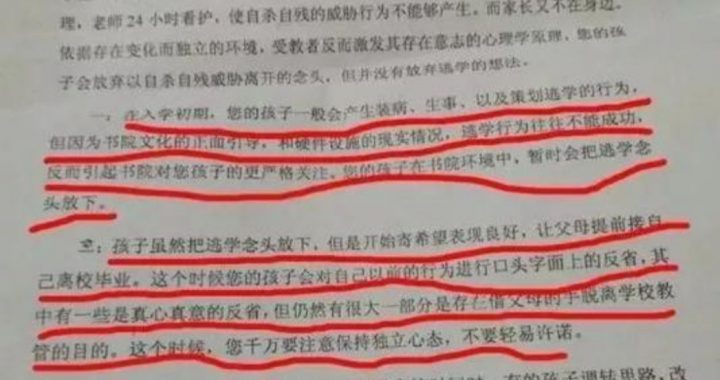 理，老师24小时看护，使自杀自残的威胁行为不能够产生。而家长又不在身边。
依据存在变化而独立的环境，受教者反而激发其存在意志的心理学原理，您的孩
子会放弃以自杀自残威胁离开的念头，但并没有放弃逃学的想法。
一：在入学初期，您的孩子一般会产生装病、生事、以及策划逃学的行为，
但因为书院文化的正面引导，和硬件设施的现实情况，逃学行为往往不能成功，
反而引起书院对您孩子的更严格关注。您的孩子在书院环境中，暂时会把逃学念
头放下。
孩子虽然把逃学念头放下，但是开始寄希望表现良好，让父母提前接自
己离校毕业。这个时候您的孩子会对自己以前的行为进行口头字面上的反省，其
中有一些是真心真意的反省，但仍然有很大一部分是存在借父母的手脱离学校教
管的目的。这个时候，您千万要注意保持独立心态，不要轻易许诺。
有的孩子调转思路，改